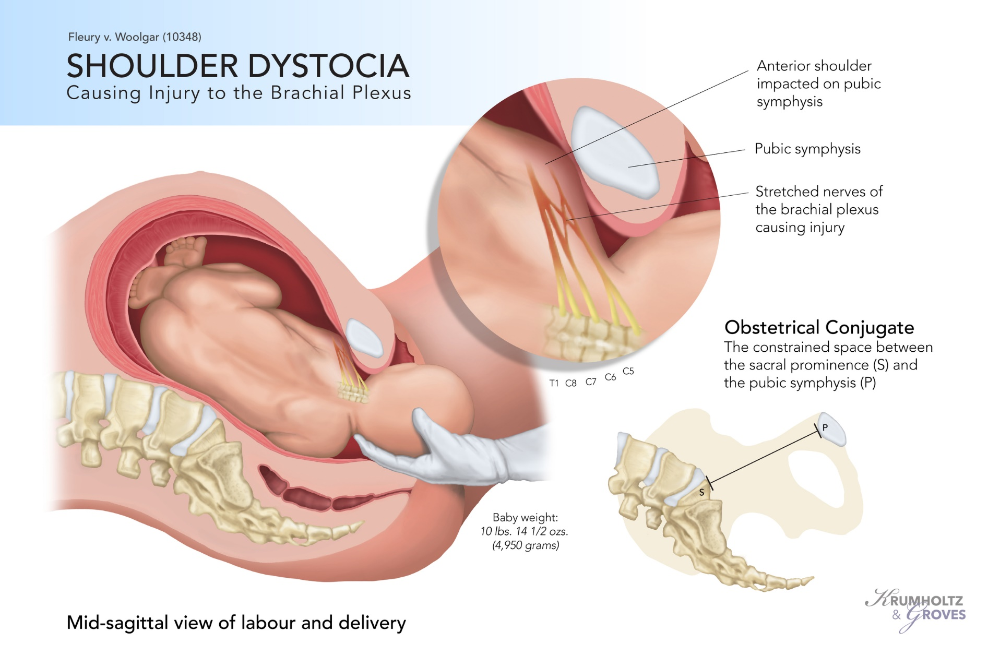 Fleury v. Woolgar (10348)
SHOULDER DYSTOCIA
Causing Injury to the Brachial Plexus
Anterior shoulder
impacted on pubic
symphysis
Pubic symphysis
Stretched nerves of
the brachial plexus
causing injury
T1 C8 C7 C6 C5
Obstetrical Conjugate
The constrained space between
the sacral prominence (S) and
the pubic symphysis (P)
P
S
Baby weight:
10 lbs. 14 1/2 ozs.
(4,950 grams)
Mid-sagittal view of labour and delivery
KRUMHOLTZ
& GROVES